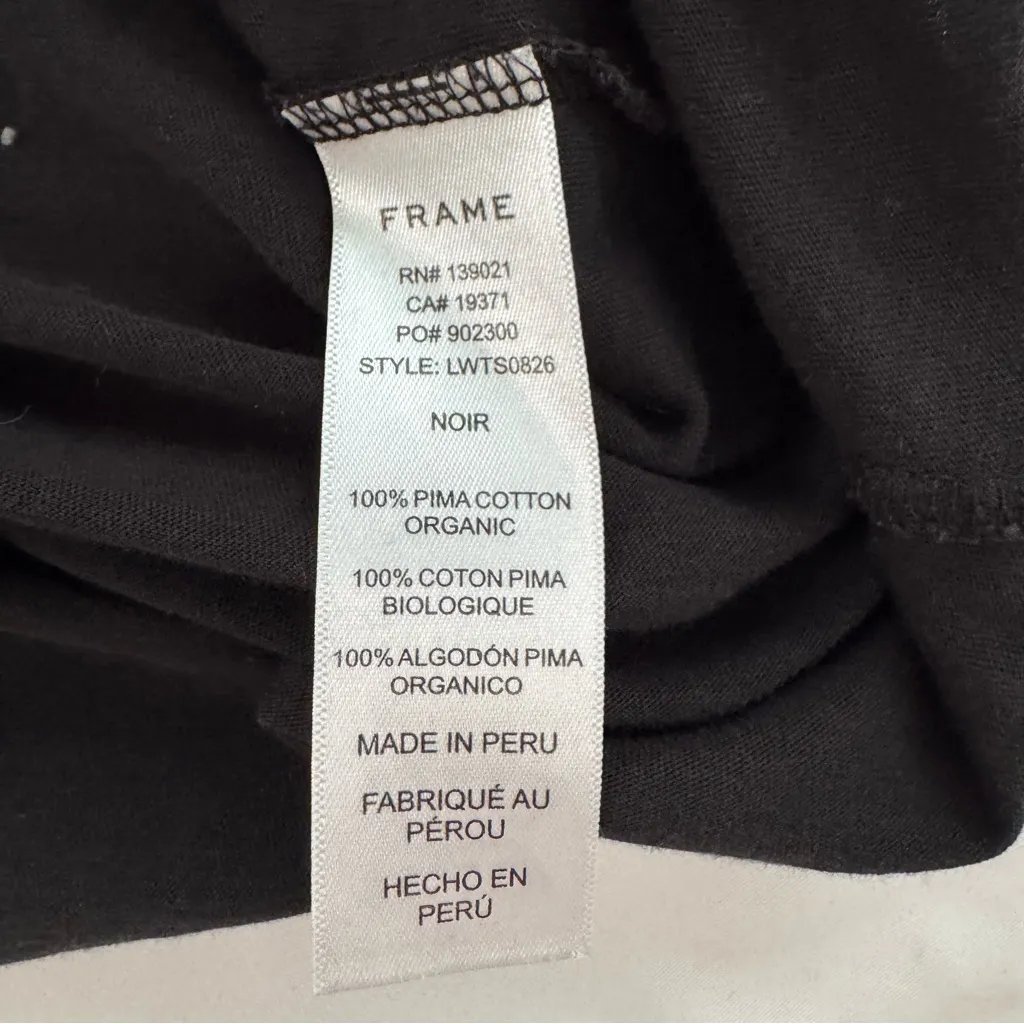 FRAME
RN# 139021
CA# 19371
PO# 902300
STYLE: LWTS0826
NOIR
100% PIMA COTTON
ORGANIC
100% COTON PIMA
BIOLOGIQUE
100% ALGODÓN PIMA
ORGANICO
MADE IN PERU
FABRIQUÉ AU
PÉROU
HECHO EN
PERÚ